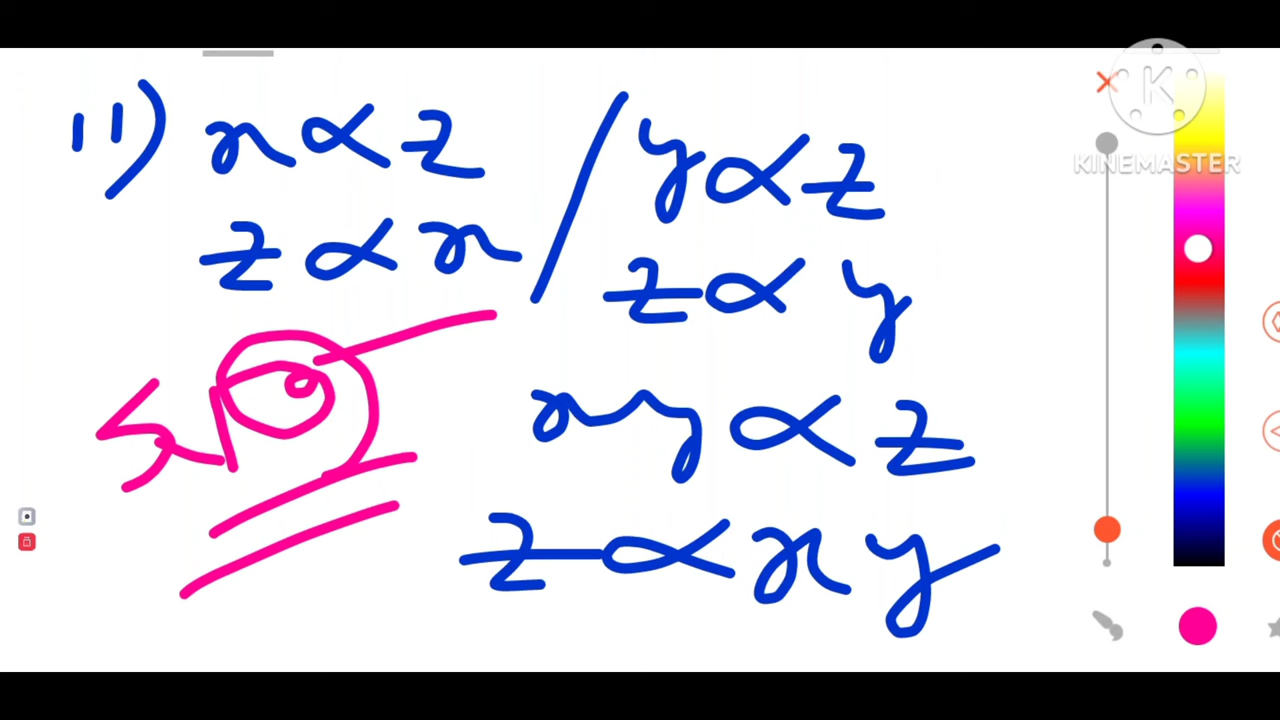 11) x ∝ z / y ∝ z
z ∝ x / z ∝ y
xy ∝ z
z ∝ xy
K
KINEMASTER